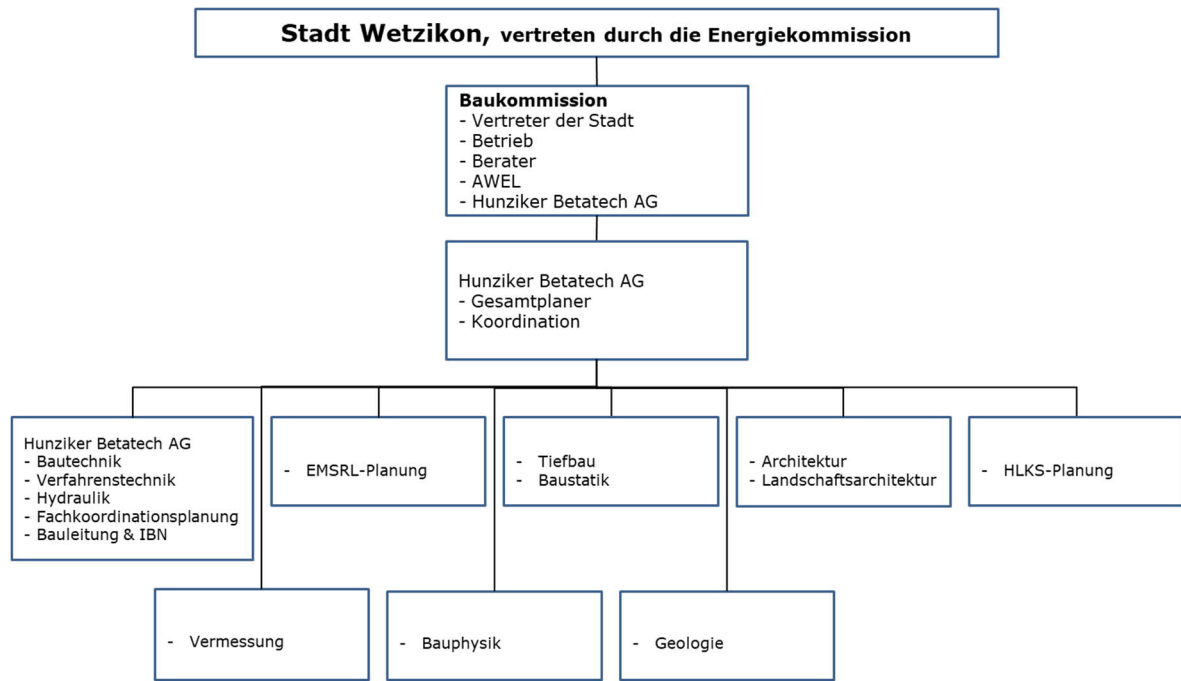 Stadt Wetzikon, vertreten durch die Energiekommission
Baukommission
- Vertreter der Stadt
- Betrieb
- Berater
- AWEL
- Hunziker Betatech AG
Hunziker Betatech AG
- Gesamtplaner
- Koordination
Hunziker Betatech AG
- Bautechnik
- Verfahrenstechnik
- Hydraulik
- Fachkoordinationsplanung
- Bauleitung & IBN
- EMSRL-Planung
- Tiefbau
- Baustatik
- Architektur
- Landschaftsarchitektur
- HLKS-Planung
- Vermessung
- Bauphysik
- Geologie